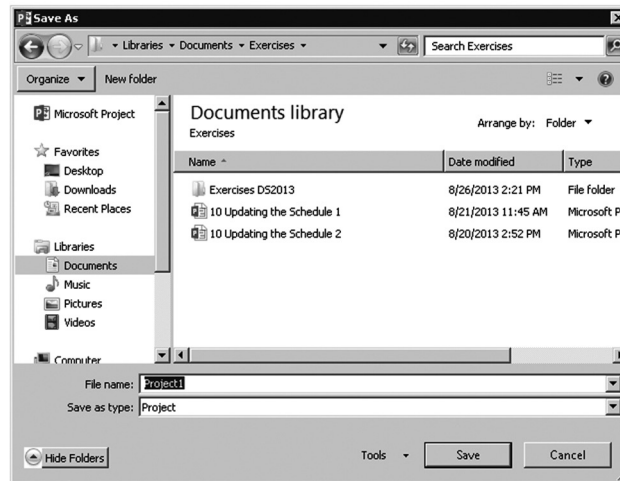 Save As
Libraries Documents Exercises
Search Exercises
Organize New folder
Microsoft Project
Favorites
Desktop
Downloads
Recent Places
Libraries
Documents
Music
Pictures
Videos
Computer
Documents library
Exercises
Arrange by: Folder
Name Date modified Type
Exercises DS2013 8/26/2013 2:21 PM File folder
10 Updating the Schedule 1 8/21/2013 11:45 AM Microsoft P
10 Updating the Schedule 2 8/20/2013 2:52 PM Microsoft P
File name: Project1
Save as type: Project
Hide Folders Tools Save Cancel